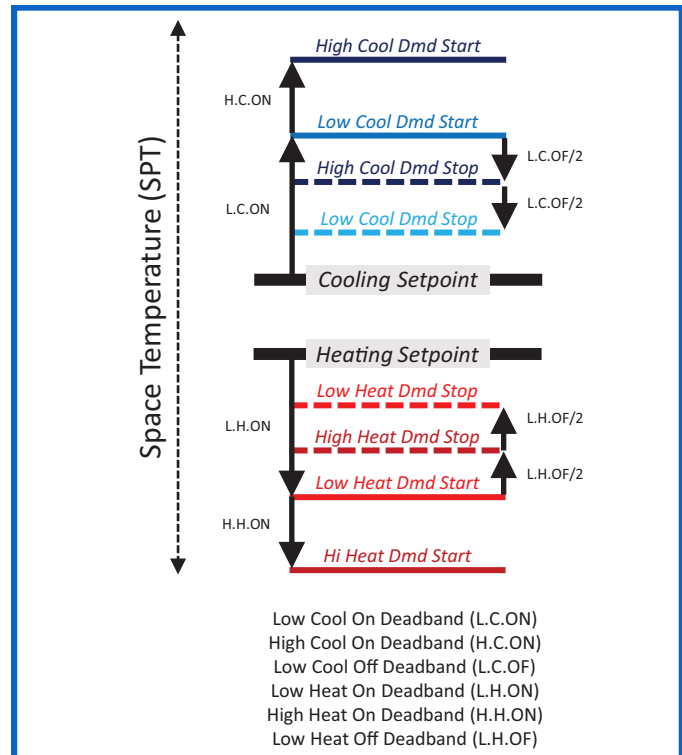 High Cool Dmd Start
H.C.ON
Low Cool Dmd Start
L.C.OF/2
High Cool Dmd Stop
L.C.ON
L.C.OF/2
Low Cool Dmd Stop
Cooling Setpoint
Space Temperature (SPT)
Heating Setpoint
Low Heat Dmd Stop
L.H.OF/2
L.H.ON
High Heat Dmd Stop
L.H.OF/2
Low Heat Dmd Start
H.H.ON
Hi Heat Dmd Start
Low Cool On Deadband (L.C.ON)
High Cool On Deadband (H.C.ON)
Low Cool Off Deadband (L.C.OF)
Low Heat On Deadband (L.H.ON)
High Heat On Deadband (H.H.ON)
Low Heat Off Deadband (L.H.OF)